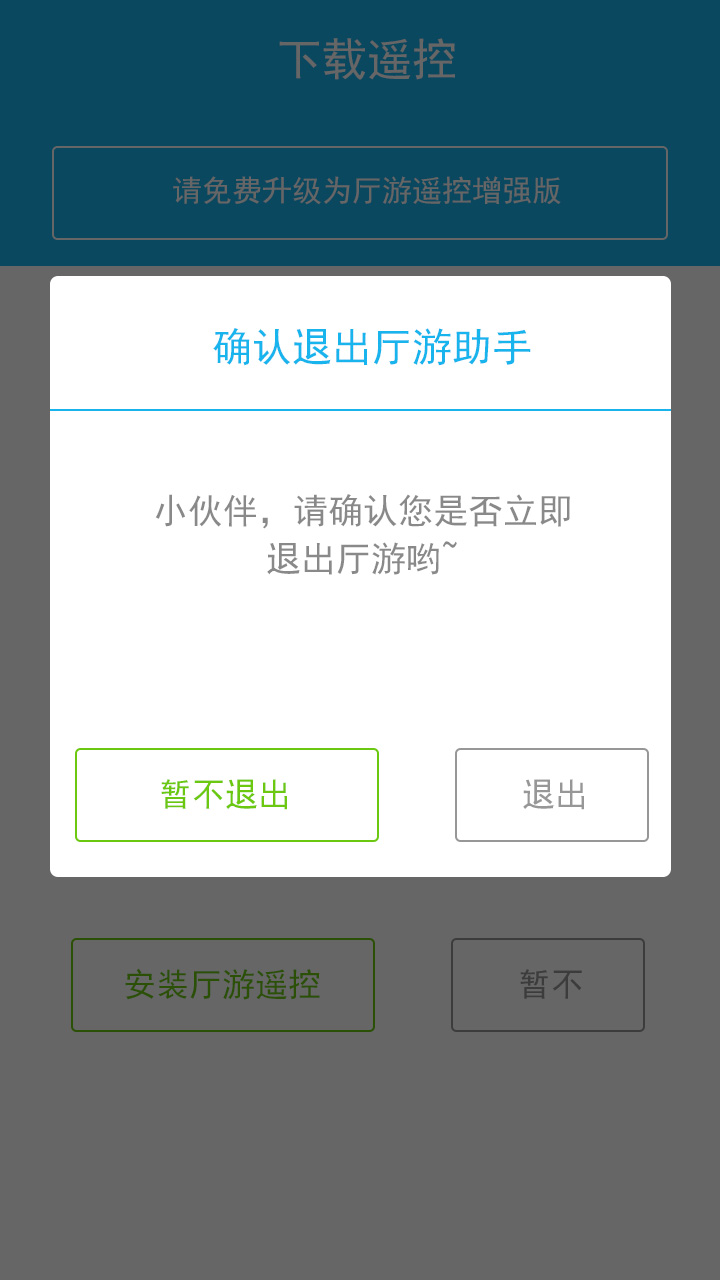 下载遥控
请免费升级为厅游遥控增强版
确认退出厅游助手
小伙伴，请确认您是否立即
退出厅游哟~
暂不退出
退出
安装厅游遥控
暂不